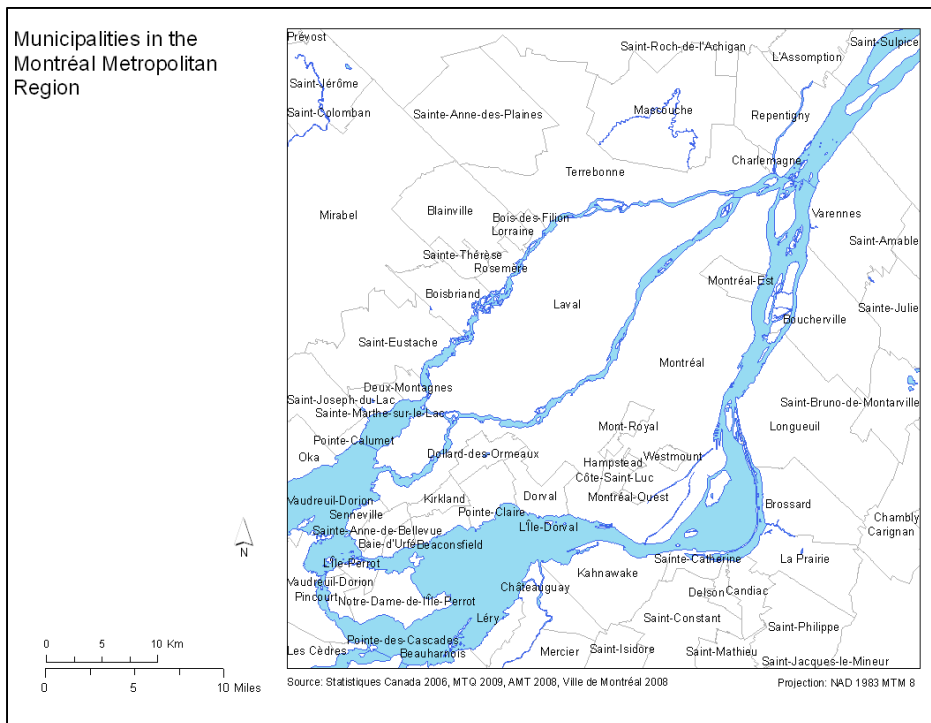 Municipalities in the
Montréal Metropolitan
Region
Prévost
Saint-Roch-de-l'Achigan
Saint-Sulpice
L'Assomption
Saint-Jérôme
Saint-Colomban
Sainte-Anne-des-Plaines
Mascouche
Repentigny
Charlemagne
Terrebonne
Mirabel
Blainville
Bois-des-Filion
Lorraine
Varennes
Saint-Amable
Sainte-Thérèse
Rosemère
Boisbriand
Montréal-Est
Laval
Sainte-Julie
Boucherville
Saint-Eustache
Montréal
Deux-Montagnes
Saint-Joseph-du-Lac
Sainte-Marthe-sur-le-Lac
Saint-Bruno-de-Montarville
Mont-Royal
Longueuil
Pointe-Calumet
Oka
Dollard-des-Ormeaux
Westmount
Hampstead
Côte-Saint-Luc
Vaudreuil-Dorion
Kirkland
Dorval
Montréal-Ouest
Brossard
Senneville
Pointe-Claire
Chambly
Sainte-Anne-de-Bellevue
L'Île-Dorval
Carignan
Baie-d'Urfé
Beaconsfield
L'Île-Perrot
Sainte-Catherine
La Prairie
Kahnawake
Vaudreuil-Dorion
Pincourt
Châteauguay
Notre-Dame-de-l'Île-Perrot
Delson
Candiac
Léry
Saint-Constant
Saint-Philippe
Pointe-des-Cascades
Les Cèdres
Beauharnois
Mercier
Saint-Isidore
Saint-Mathieu
Saint-Jacques-le-Mineur
N
0 5 10 Km
0 5 10 Miles
Source: Statistiques Canada 2006, MTQ 2009, AMT 2008, Ville de Montréal 2008
Projection: NAD 1983 MTM 8